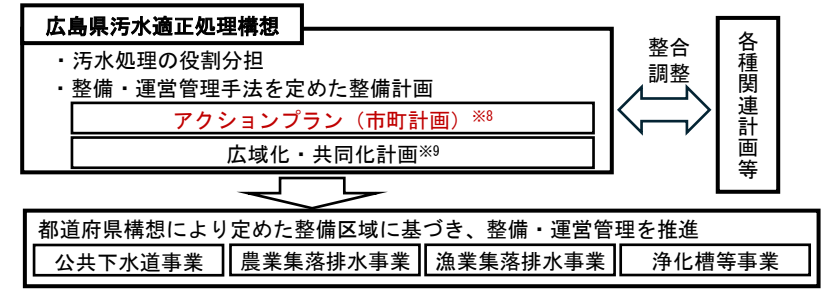 広島県汚水適正処理構想
・汚水処理の役割分担
・整備・運営管理手法を定めた整備計画
アクションプラン（市町計画）※8
広域化・共同化計画※9
整合
調整
各種関連計画等
都道府県構想により定めた整備区域に基づき、整備・運営管理を推進
公共下水道事業
農業集落排水事業
漁業集落排水事業
浄化槽等事業